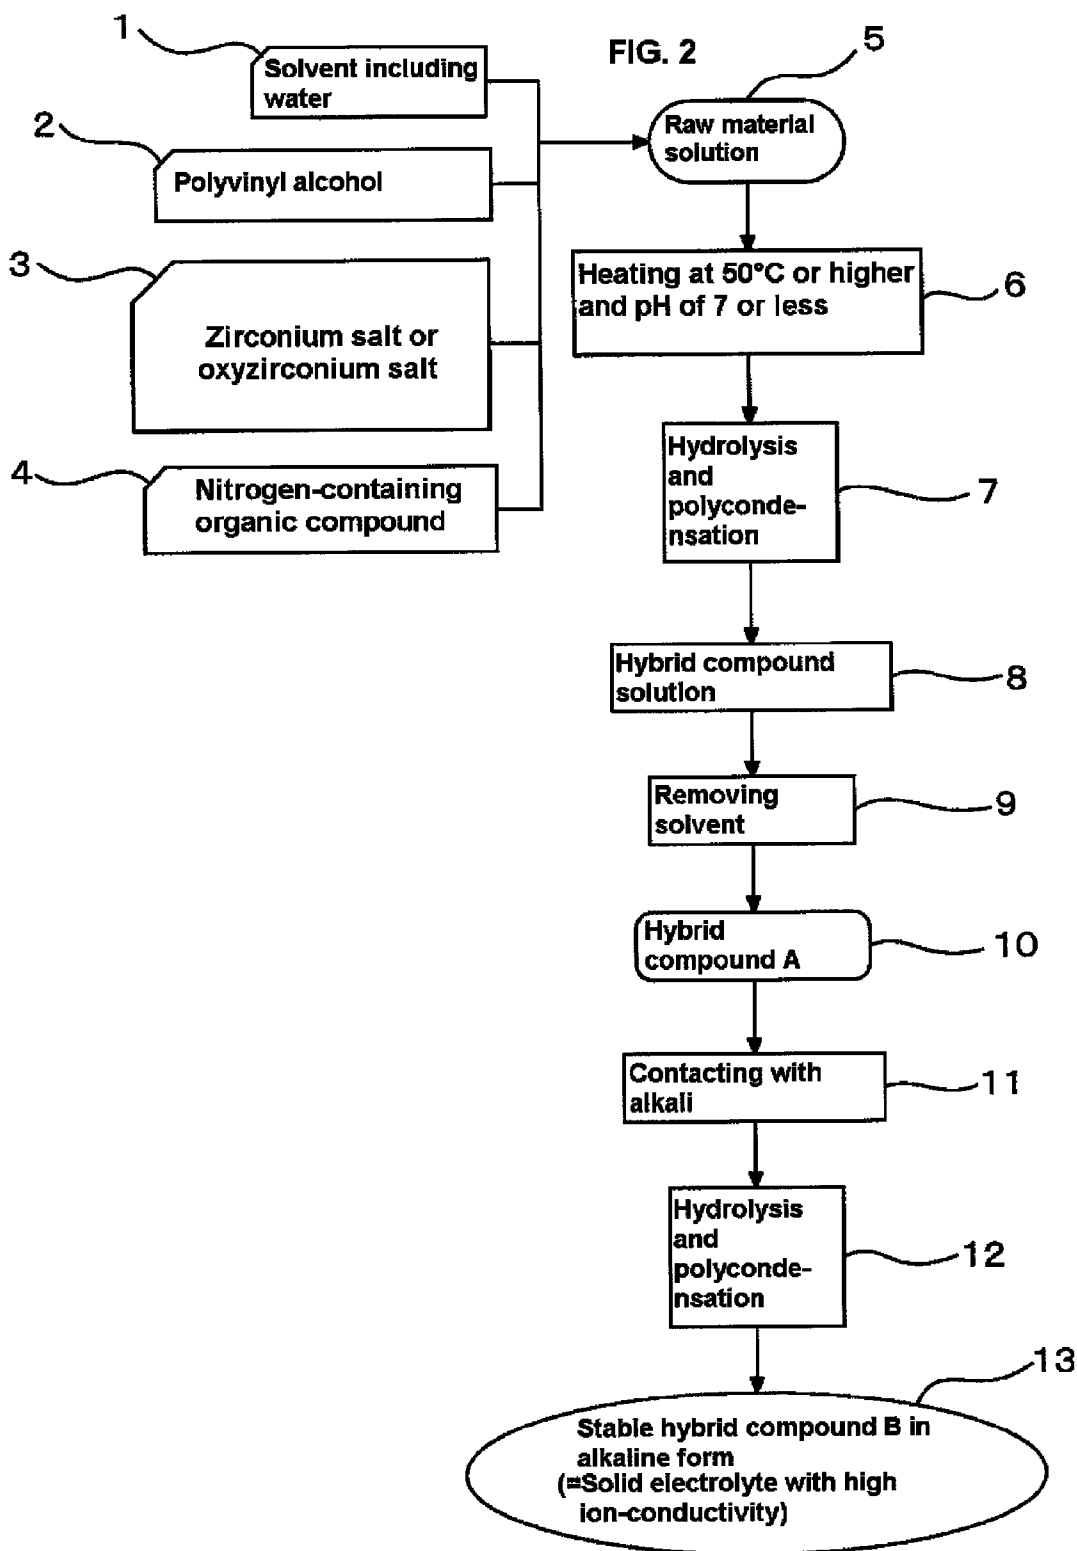 FIG. 2
1
Solvent including
water
2
Polyvinyl alcohol
3
Zirconium salt or
oxyzirconium salt
4
Nitrogen-containing
organic compound
5
Raw material
solution
Heating at 50°C or higher
and pH of 7 or less
6
Hydrolysis
and
polyconde-
nsation
7
Hybrid compound
solution
8
Removing
solvent
9
Hybrid
compound A
10
Contacting with
alkali
11
Hydrolysis
and
polyconde-
nsation
12
13
Stable hybrid compound B in
alkaline form
(=Solid electrolyte with high
ion-conductivity)